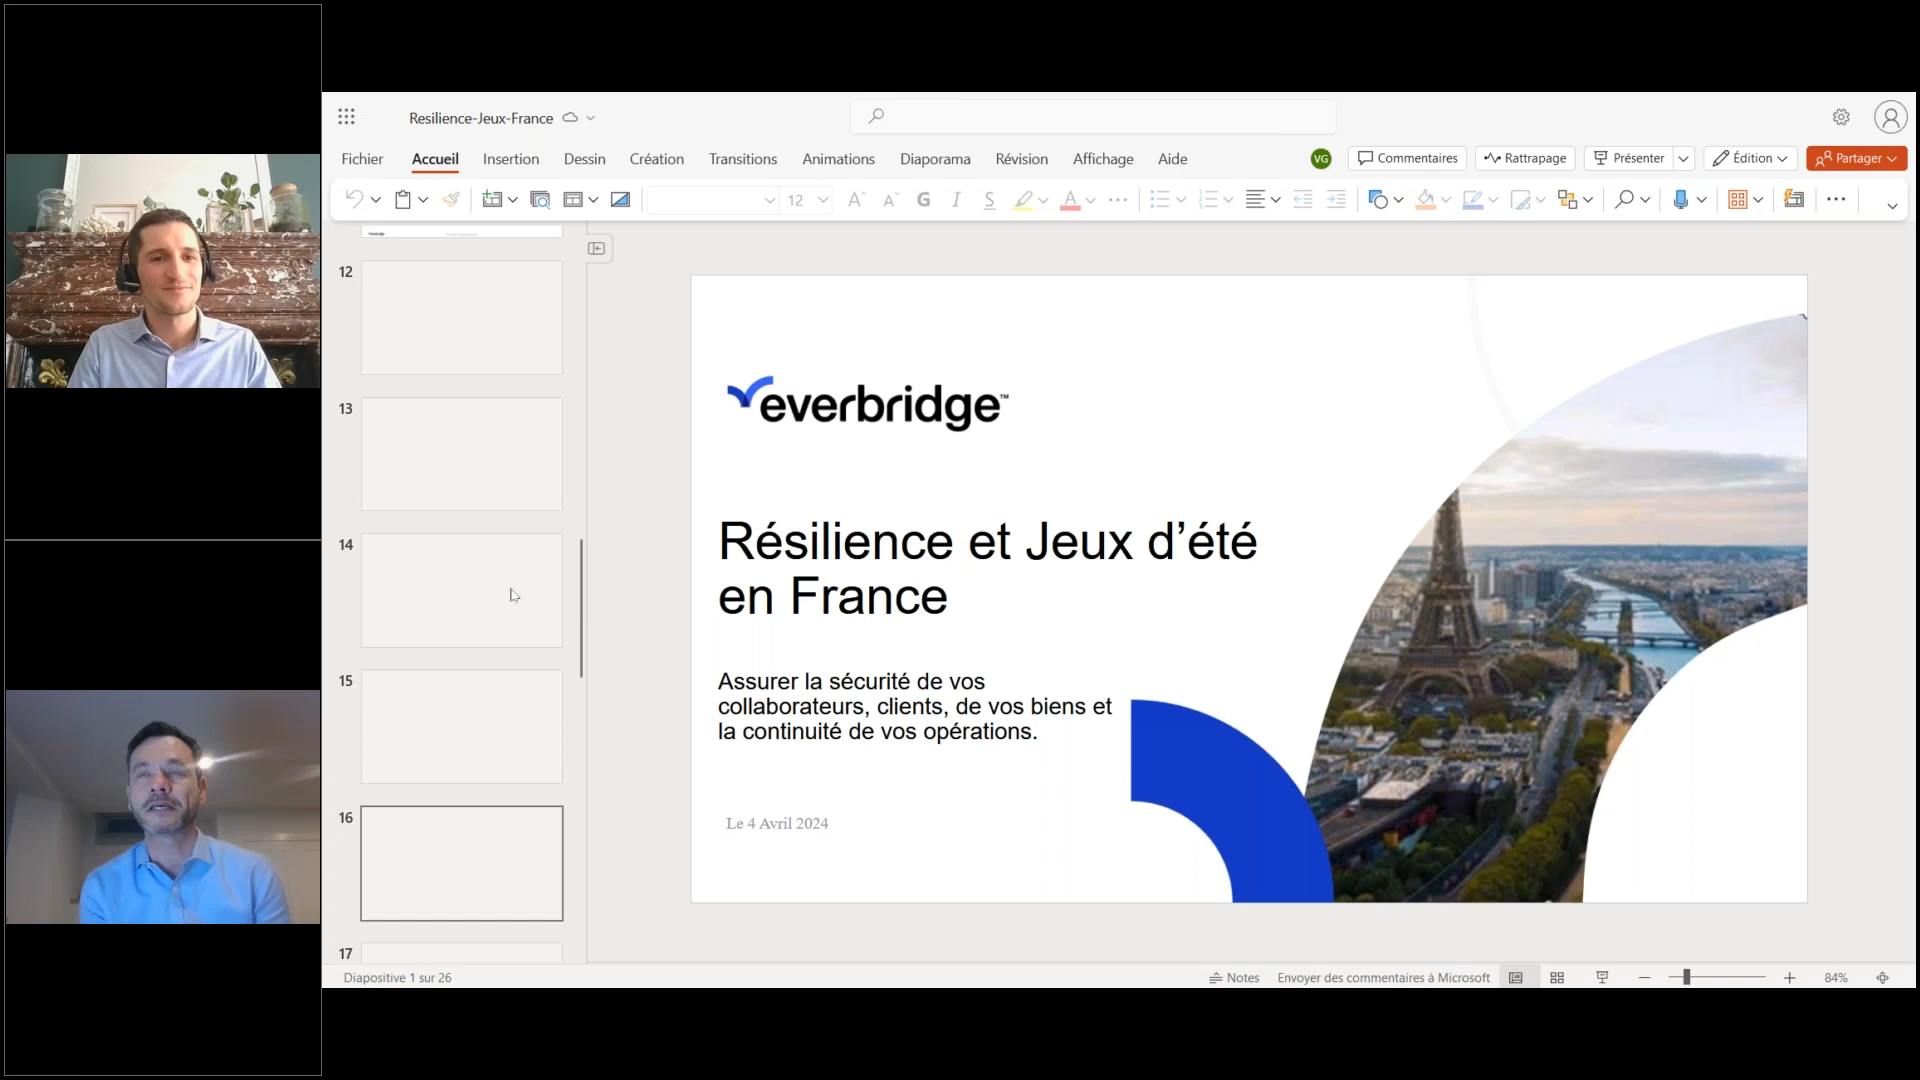 Resilience-Jeux-France
Fichier Accueil Insertion Dessin Création Transitions Animations Diaporama Révision Affichage Aide
VG Commentaires Rattrapage Présenter Édition Partager
12 G I S
12
13
14
15
16
17
everbridge™
Résilience et Jeux d’été
en France
Assurer la sécurité de vos
collaborateurs, clients, de vos biens et
la continuité de vos opérations.
Le 4 Avril 2024
Diapositive 1 sur 26
Notes Envoyer des commentaires à Microsoft 84%